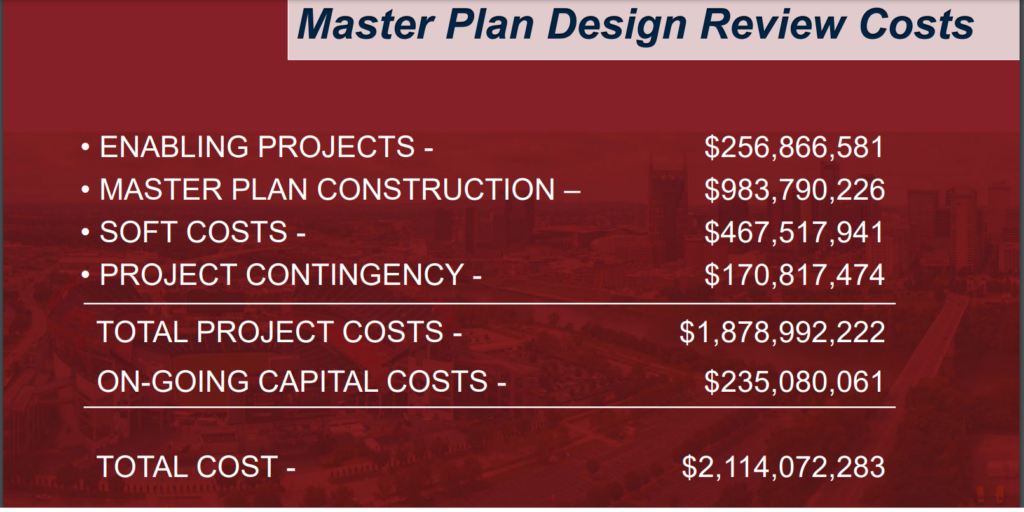 Master Plan Design Review Costs
• ENABLING PROJECTS - $256,866,581
• MASTER PLAN CONSTRUCTION – $983,790,226
• SOFT COSTS - $467,517,941
• PROJECT CONTINGENCY - $170,817,474
TOTAL PROJECT COSTS - $1,878,992,222
ON-GOING CAPITAL COSTS - $235,080,061
TOTAL COST - $2,114,072,283